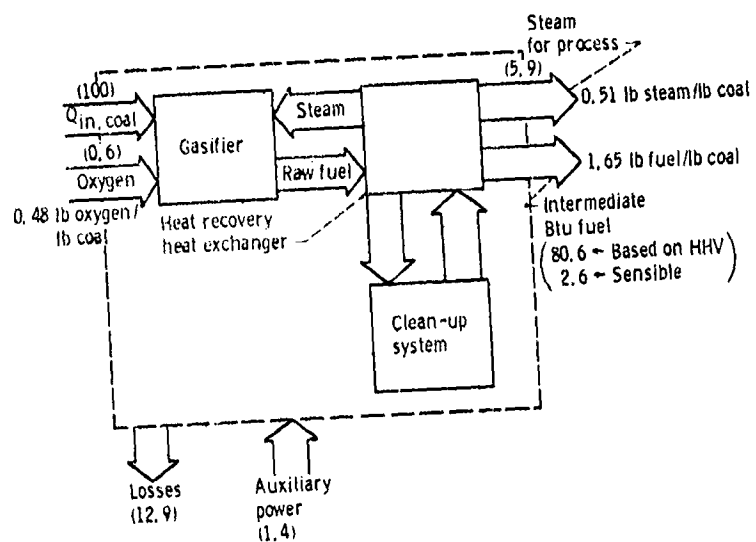 Steam
for process
(100)
(5, 9)
Q in, coal
Steam
0, 51 lb steam/lb coal
Gasifier
(0, 6)
Oxygen
Raw fuel
1, 65 lb fuel/lb coal
0, 48 lb oxygen/
lb coal
Heat recovery
heat exchanger
Intermediate
Btu fuel
80, 6 ← Based on HHV
2, 6 ← Sensible
Clean-up
system
Losses
(12, 9)
Auxiliary
power
(1, 4)